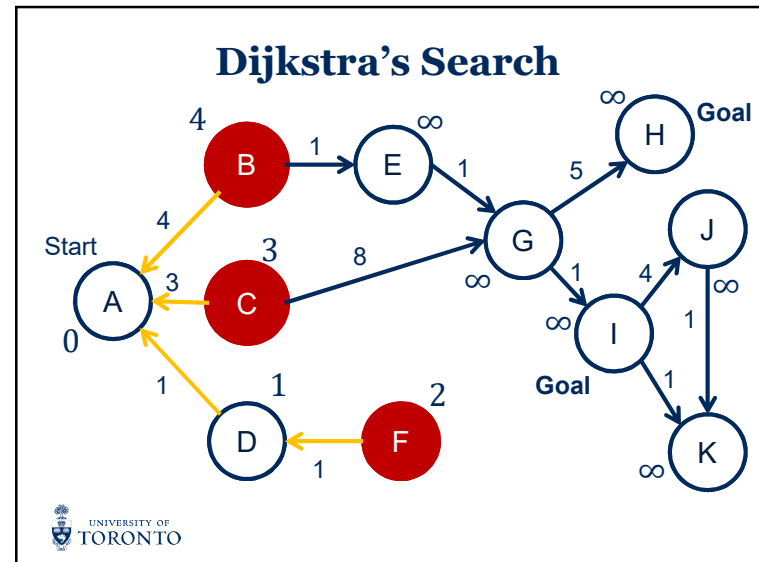 Dijkstra's Search
4
B
1
∞
E
1
∞
Goal
H
5
4
G
∞
J
∞
Start
A
0
3
3
C
8
1
∞
I
Goal
4
1
1
1
D
1
2
F
1
∞
K
UNIVERSITY OF
TORONTO